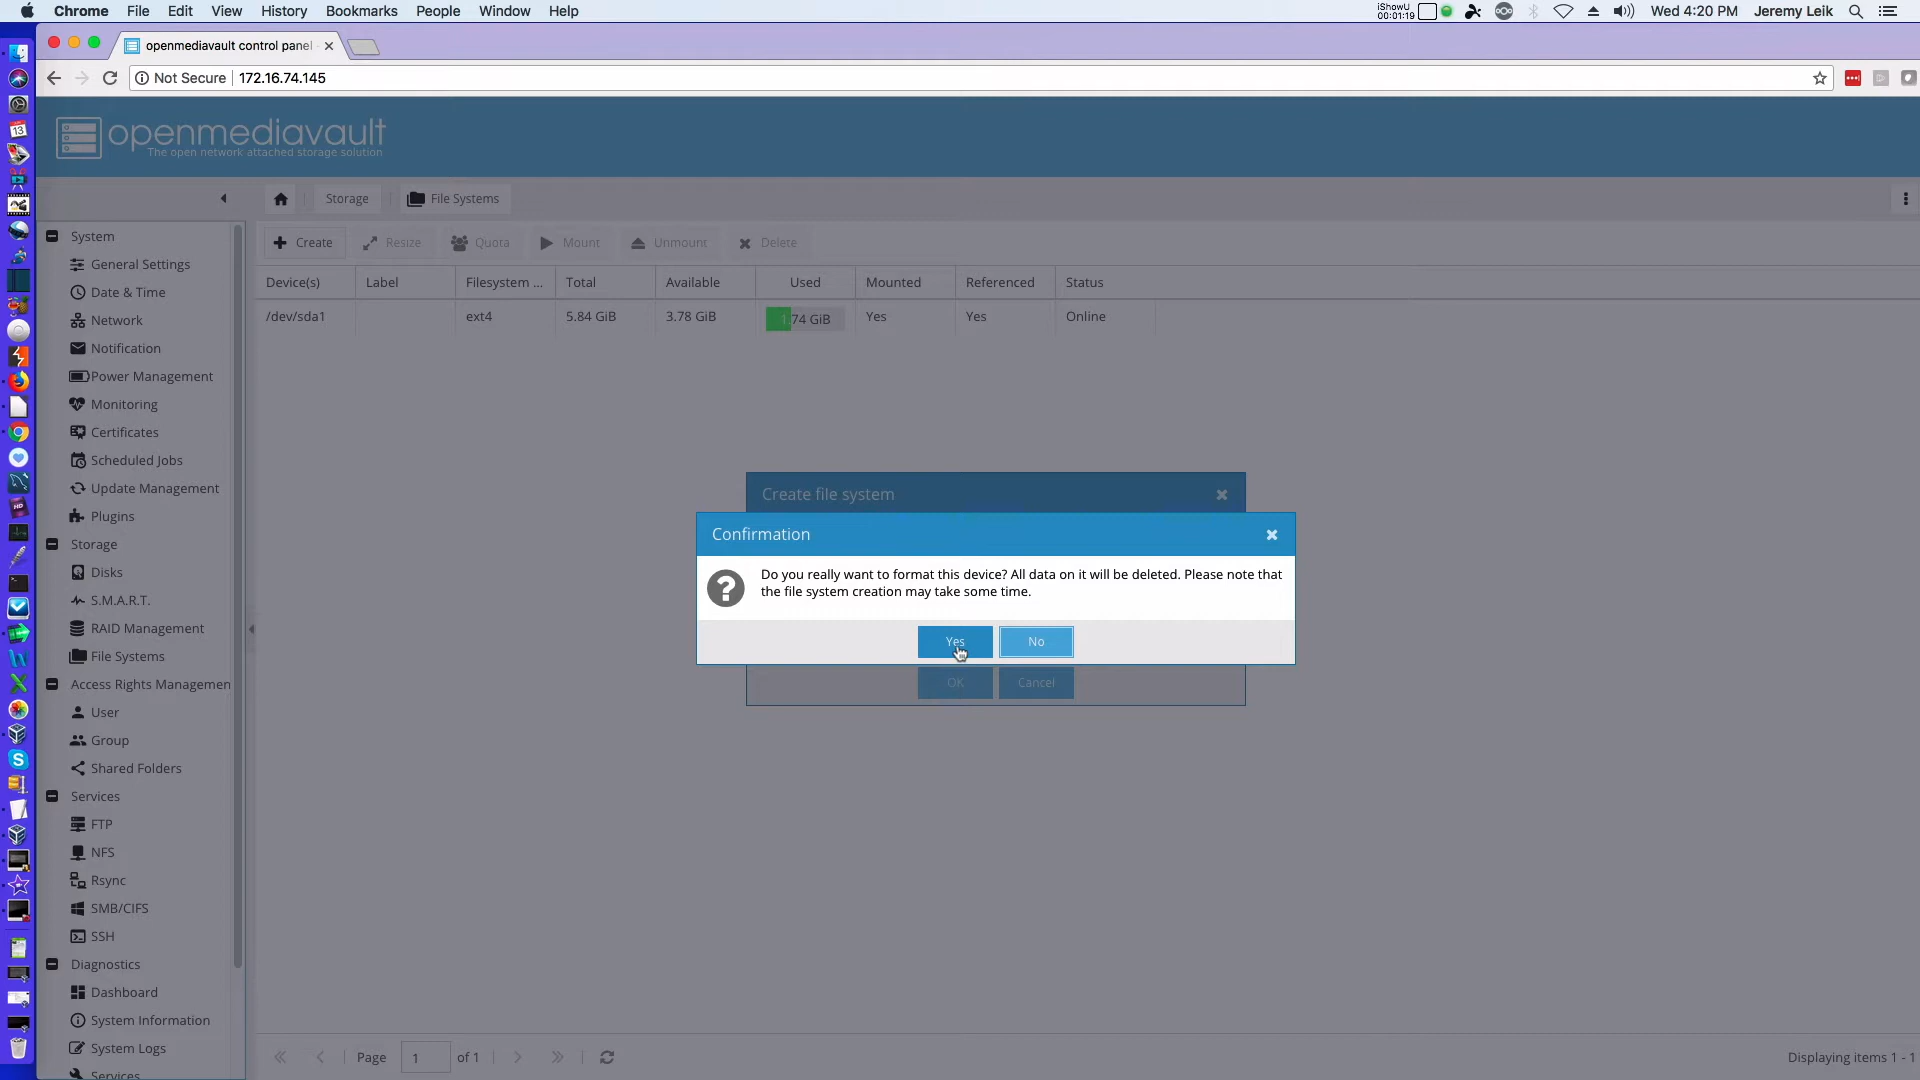 Chrome File Edit View History Bookmarks People Window Help iShowU 00:01:19 Wed 4:20 PM Jeremy Leik
openmediavault control panel
Not Secure 172.16.74.145
openmediavault
The open network attached storage solution
Storage File Systems
Create Resize Quota Mount Unmount Delete
Device(s) Label Filesystem ... Total Available Used Mounted Referenced Status
/dev/sda1 ext4 5.84 GiB 3.78 GiB 1.74 GiB Yes Yes Online
System
General Settings
Date & Time
Network
Notification
Power Management
Monitoring
Certificates
Scheduled Jobs
Update Management
Plugins
Storage
Disks
S.M.A.R.T.
RAID Management
File Systems
Access Rights Managemen
User
Group
Shared Folders
Services
FTP
NFS
Rsync
SMB/CIFS
SSH
Diagnostics
Dashboard
System Information
System Logs
Services
Create file system
Confirmation
Do you really want to format this device? All data on it will be deleted. Please note that
the file system creation may take some time.
Yes No
OK Cancel
Page 1 of 1 Displaying items 1 - 1